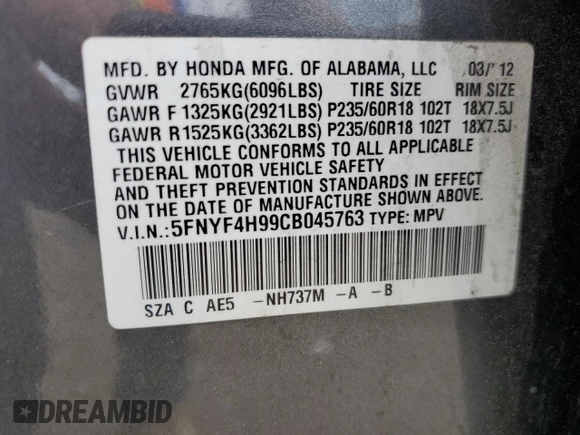 MFD. BY HONDA MFG. OF ALABAMA, LLC 03/' 12
GVWR 2765KG(6096LBS) TIRE SIZE RIM SIZE
GAWR F 1325KG(2921LBS) P235/60R18 102T 18X7.5J
GAWR R 1525KG(3362LBS) P235/60R18 102T 18X7.5J
THIS VEHICLE CONFORMS TO ALL APPLICABLE
FEDERAL MOTOR VEHICLE SAFETY
AND THEFT PREVENTION STANDARDS IN EFFECT
ON THE DATE OF MANUFACTURE SHOWN ABOVE.
V.I.N.:5FNYF4H99CB045763 TYPE: MPV
SZA C AE5 -NH737M -A -B
DREAMBID